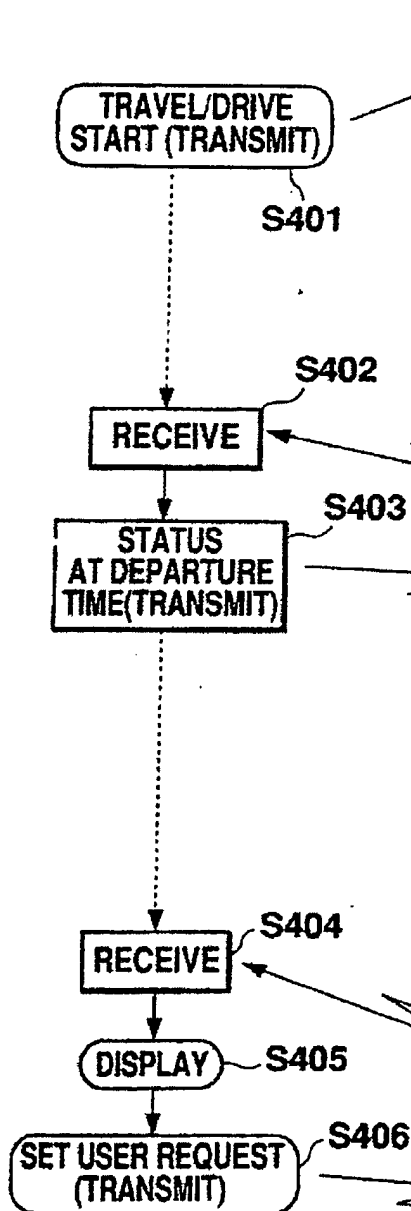 TRAVEL/DRIVE
START (TRANSMIT)
S401
S402
RECEIVE
S403
STATUS
AT DEPARTURE
TIME(TRANSMIT)
S404
RECEIVE
DISPLAY
S405
S406
SET USER REQUEST
(TRANSMIT)